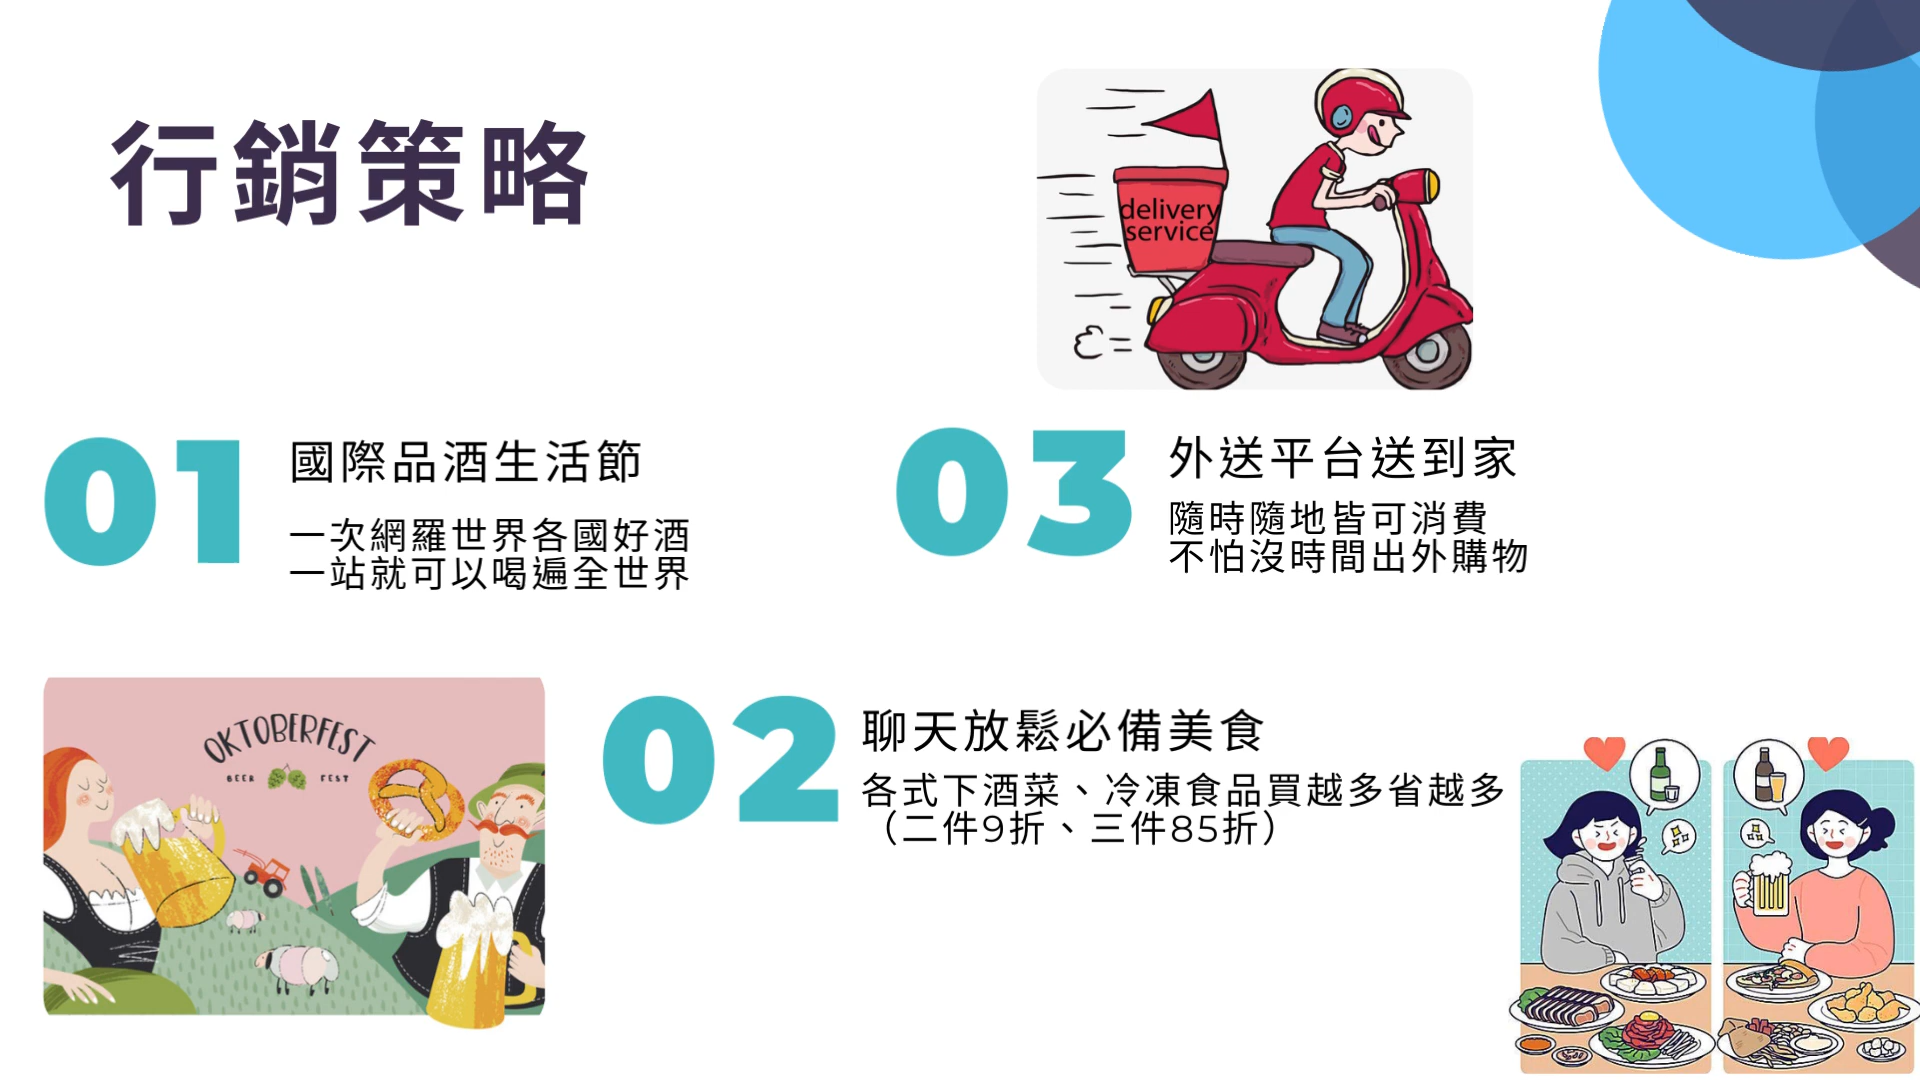 行銷策略
delivery
service
01
國際品酒生活節
一次網羅世界各國好酒
一站就可以喝遍全世界
03
外送平台送到家
隨時隨地皆可消費
不怕沒時間出外購物
OKTOBERFEST
BEER FEST
02
聊天放鬆必備美食
各式下酒菜、冷凍食品買越多省越多
（二件9折、三件85折）